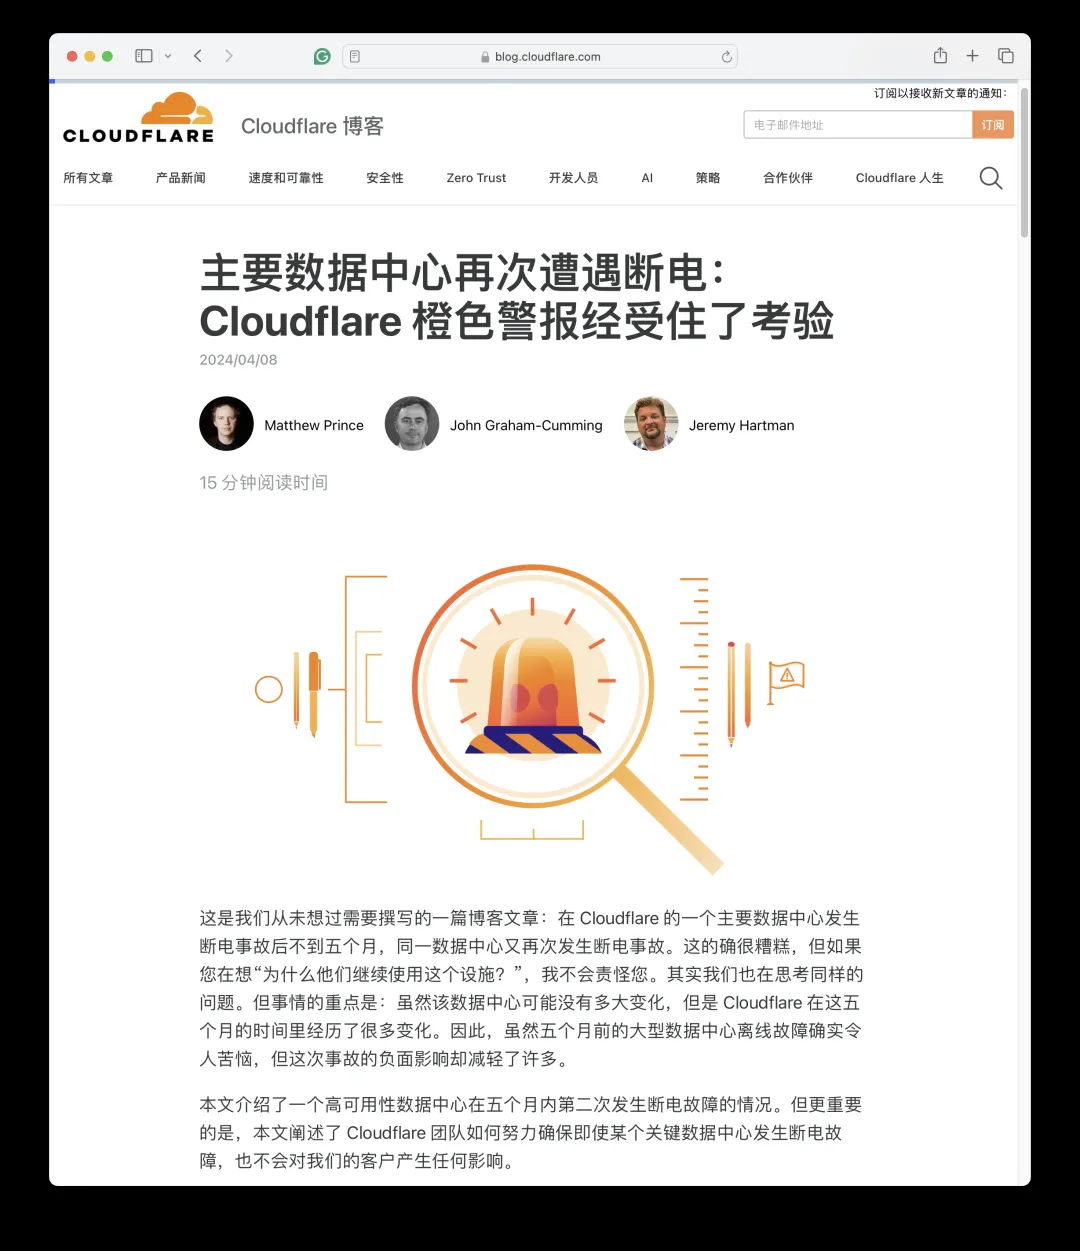 blog.cloudflare.com
订阅以接收新文章的通知：
CLOUDFLARE
Cloudflare 博客
电子邮件地址
订阅
所有文章 产品新闻 速度和可靠性 安全性 Zero Trust 开发人员 AI 策略 合作伙伴 Cloudflare 人生
主要数据中心再次遭遇断电：
Cloudflare 橙色警报经受住了考验
2024/04/08
Matthew Prince John Graham-Cumming Jeremy Hartman
15 分钟阅读时间
这是我们从未想过需要撰写的一篇博客文章：在 Cloudflare 的一个主要数据中心发生
断电事故后不到五个月，同一数据中心又再次发生断电事故。这的确很糟糕，但如果
您在想“为什么他们继续使用这个设施？”，我不会责怪您。其实我们也在思考同样的
问题。但事情的重点是：虽然该数据中心可能没有多大变化，但是 Cloudflare 在这五
个月的时间里经历了很多变化。因此，虽然五个月前的大型数据中心离线故障确实令
人苦恼，但这次事故的负面影响却减轻了许多。
本文介绍了一个高可用性数据中心在五个月内第二次发生断电故障的情况。但更重要
的是，本文阐述了 Cloudflare 团队如何努力确保即使某个关键数据中心发生断电故
障，也不会对我们的客户产生任何影响。